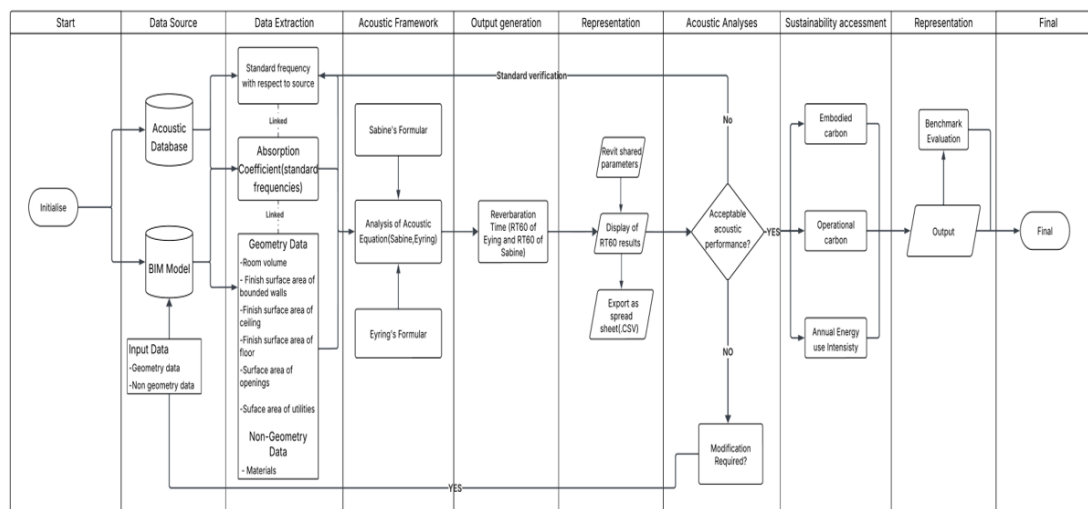 Start
Data Source
Data Extraction
Acoustic Framework
Output generation
Representation
Acoustic Analyses
Sustainability accessment
Representation
Final
Initialise
Acoustic
Database
BIM Model
Input Data
-Geometry data
-Non geometry data
Standard frequency
with respect to source
Linked
Absorption
Coefficient(standard
frequencies)
Linked
Geometry Data
-Room volume
- Finish surface area of
bounded walls
-Finish surface area of
ceiling
-Finish surface area of
floor
-Surface area of
openings
-Suface area of utilities
Non-Geometry
Data
- Materials
Sabine's Formular
Analysis of Acoustic
Equation(Sabine,Eyring)
Eyring's Formular
Reverbaration
Time (RT60 of
Eying and RT60 of
Sabine)
Standard verification
Revit shared
parameters
Display of
RT60 results
Export as
spread
sheet(.CSV)
No
Acceptable
acoustic
performance?
YES
NO
Modification
Required?
YES
Embodied
carbon
Operational
carbon
Annual Energy
use Intensisty
Benchmark
Evaluation
Output
Final